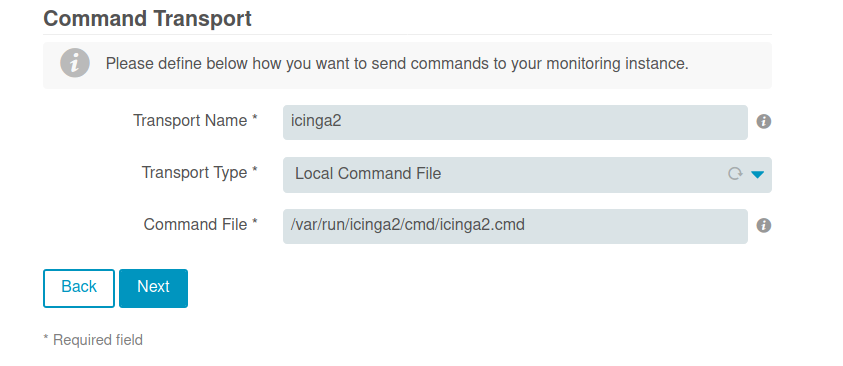 Command Transport
Please define below how you want to send commands to your monitoring instance.
Transport Name * icinga2
Transport Type * Local Command File
Command File * /var/run/icinga2/cmd/icinga2.cmd
Back Next
* Required field